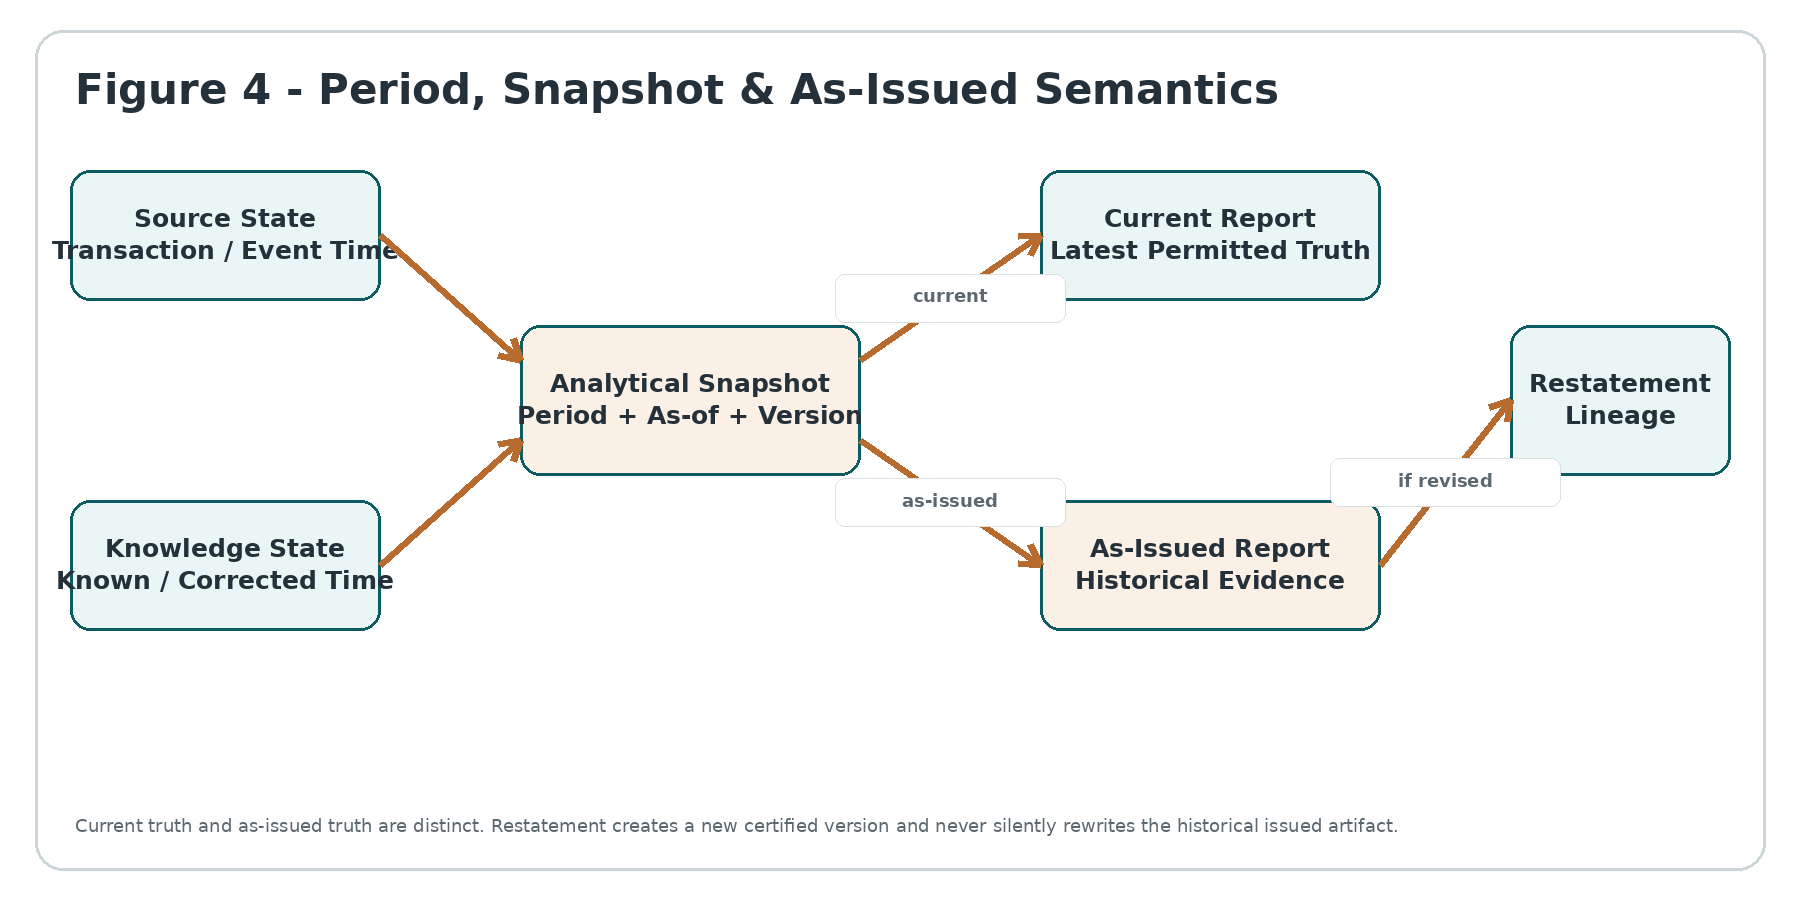 Figure 4 - Period, Snapshot & As-Issued Semantics
Source State
Transaction / Event Time
Current Report
Latest Permitted Truth
current
Analytical Snapshot
Period + As-of + Version
Restatement
Lineage
if revised
as-issued
Knowledge State
Known / Corrected Time
As-Issued Report
Historical Evidence
Current truth and as-issued truth are distinct. Restatement creates a new certified version and never silently rewrites the historical issued artifact.